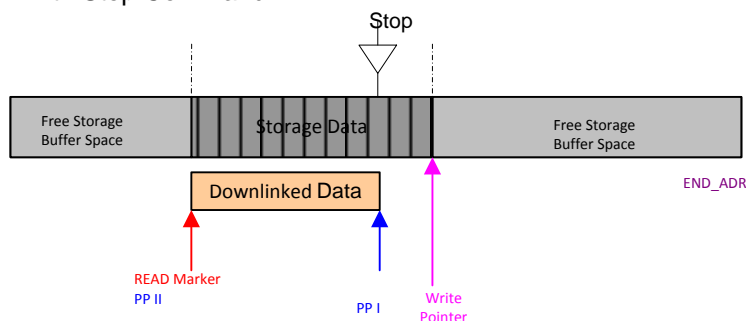 Stop
Free Storage
Buffer Space
Storage Data
Free Storage
Buffer Space
Downlinked Data
END_ADR
READ Marker
PP II
PP I
Write
Pointer